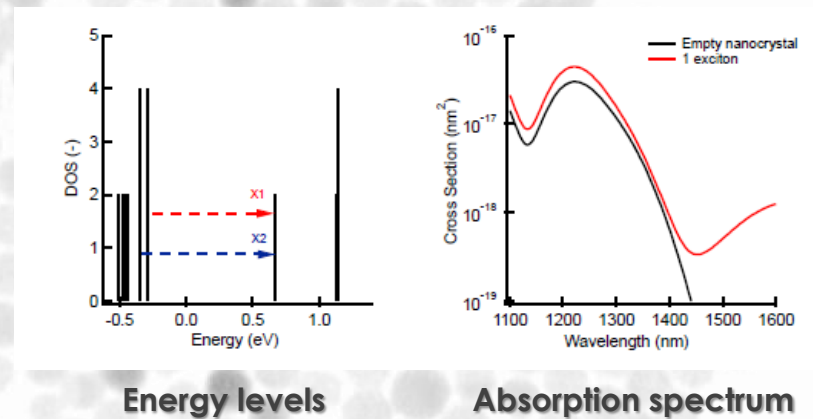 5
4
3
2
1
0
DOS (-)
X1
X2
-0.5 0.0 0.5 1.0
Energy (eV)
10^-16
10^-17
10^-18
10^-19
Cross Section (nm^2)
Empty nanocrystal
1 exciton
1100 1200 1300 1400 1500 1600
Wavelength (nm)
Energy levels
Absorption spectrum